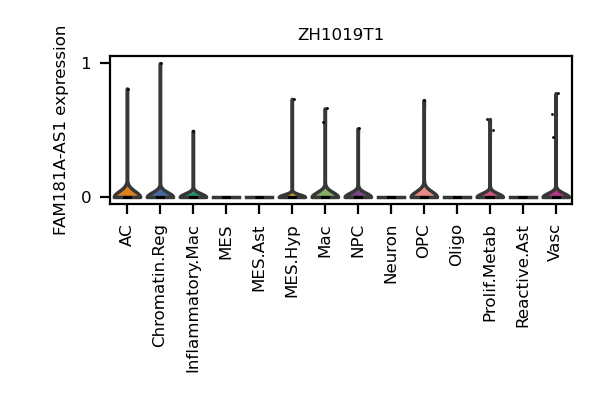 ZH1019T1
FAM181A-AS1 expression
1
0
AC
Chromatin.Reg
Inflammatory.Mac
MES
MES.Ast
MES.Hyp
Mac
NPC
Neuron
OPC
Oligo
Prolif.Metab
Reactive.Ast
Vasc